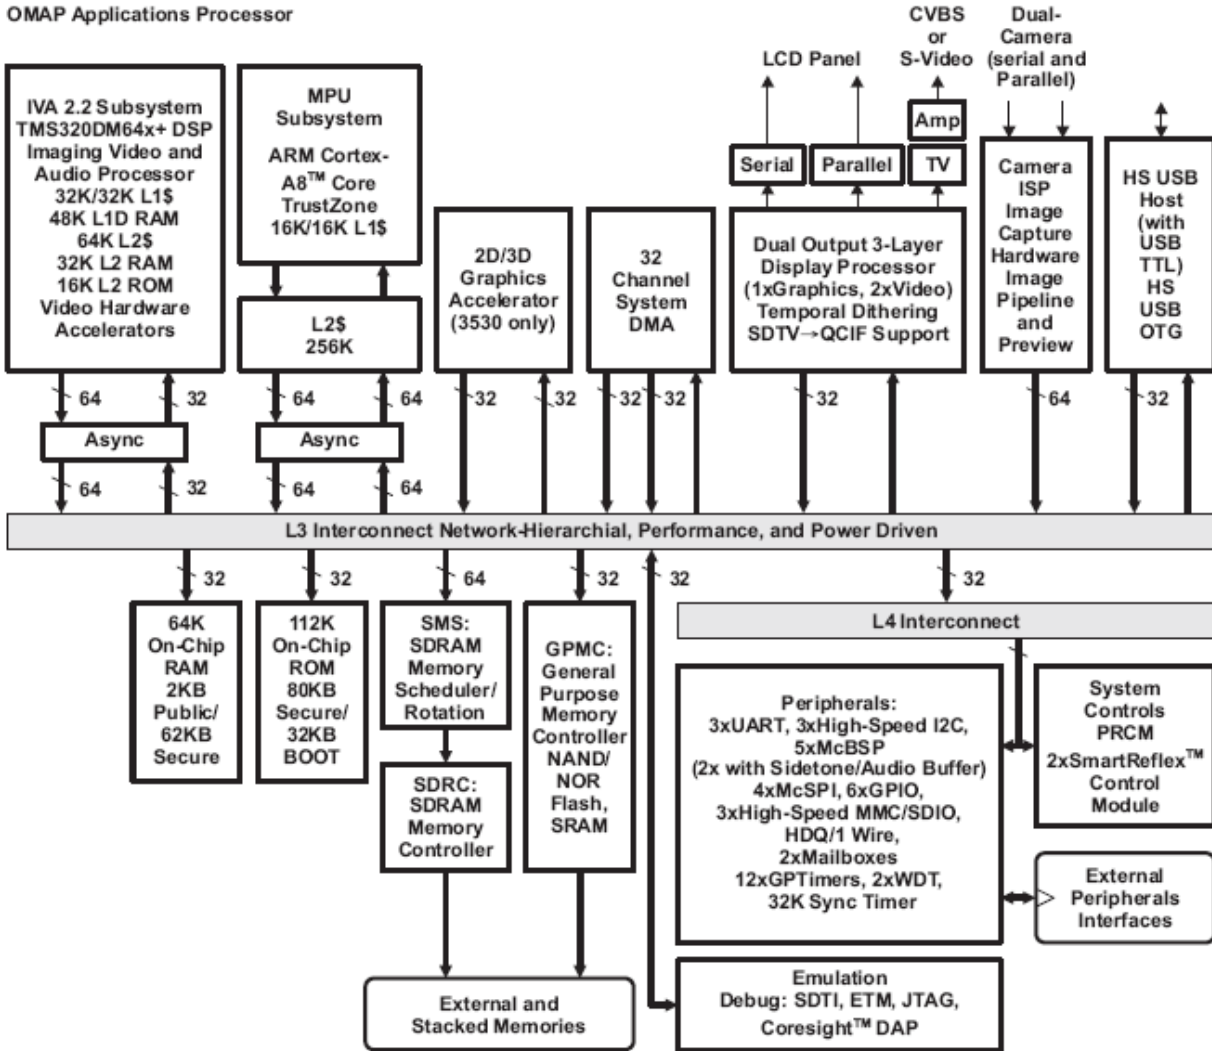 OMAP Applications Processor
CVBS
or
S-Video
Dual-
Camera
(serial and
Parallel)
LCD Panel
Amp
Serial
Parallel
TV
IVA 2.2 Subsystem
TMS320DM64x+ DSP
Imaging Video and
Audio Processor
32K/32K L1$
48K L1D RAM
64K L2$
32K L2 RAM
16K L2 ROM
Video Hardware
Accelerators
MPU
Subsystem
ARM Cortex-
A8™ Core
TrustZone
16K/16K L1$
L2$
256K
2D/3D
Graphics
Accelerator
(3530 only)
32
Channel
System
DMA
Dual Output 3-Layer
Display Processor
(1xGraphics, 2xVideo)
Temporal Dithering
SDTV→QCIF Support
Camera
ISP
Image
Capture
Hardware
Image
Pipeline
and
Preview
HS USB
Host
(with
USB
TTL)
HS
USB
OTG
64
32
64
64
32
32
32
32
32
64
32
Async
Async
64
32
64
64
L3 Interconnect Network-Hierarchial, Performance, and Power Driven
32
32
64
32
32
32
64K
On-Chip
RAM
2KB
Public/
62KB
Secure
112K
On-Chip
ROM
80KB
Secure/
32KB
BOOT
SMS:
SDRAM
Memory
Scheduler/
Rotation
SDRC:
SDRAM
Memory
Controller
GPMC:
General
Purpose
Memory
Controller
NAND/
NOR
Flash,
SRAM
L4 Interconnect
Peripherals:
3xUART, 3xHigh-Speed I2C,
5xMcBSP
(2x with Sidetone/Audio Buffer)
4xMcSPI, 6xGPIO,
3xHigh-Speed MMC/SDIO,
HDQ/1 Wire,
2xMailboxes
12xGPTimers, 2xWDT,
32K Sync Timer
System
Controls
PRCM
2xSmartReflex™
Control
Module
External
Peripherals
Interfaces
External and
Stacked Memories
Emulation
Debug: SDTI, ETM, JTAG,
Coresight™ DAP